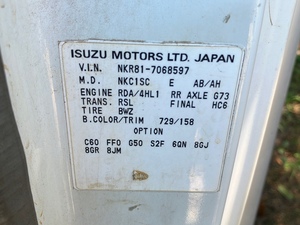 ISUZU MOTORS LTD. JAPAN
V.I.N. NKR81-7068597
M.D. NKC1SC E AB/AH
ENGINE RDA/4HL1 RR AXLE G73
TRANS. RSL FINAL HC6
TIRE BWZ
B.COLOR/TRIM 729/158
OPTION
C60 FF0 G50 S2F 6QN 8GJ
8GR 8JM